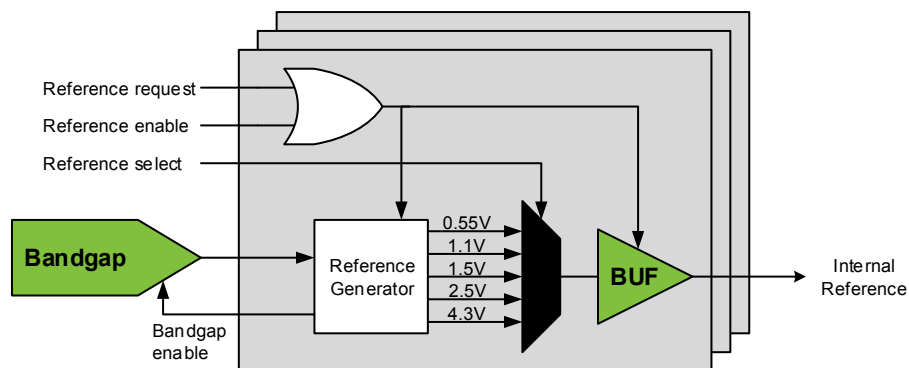 Reference request
Reference enable
Reference select
Bandgap
Bandgap
enable
Reference
Generator
0.55V
1.1V
1.5V
2.5V
4.3V
BUF
Internal
Reference